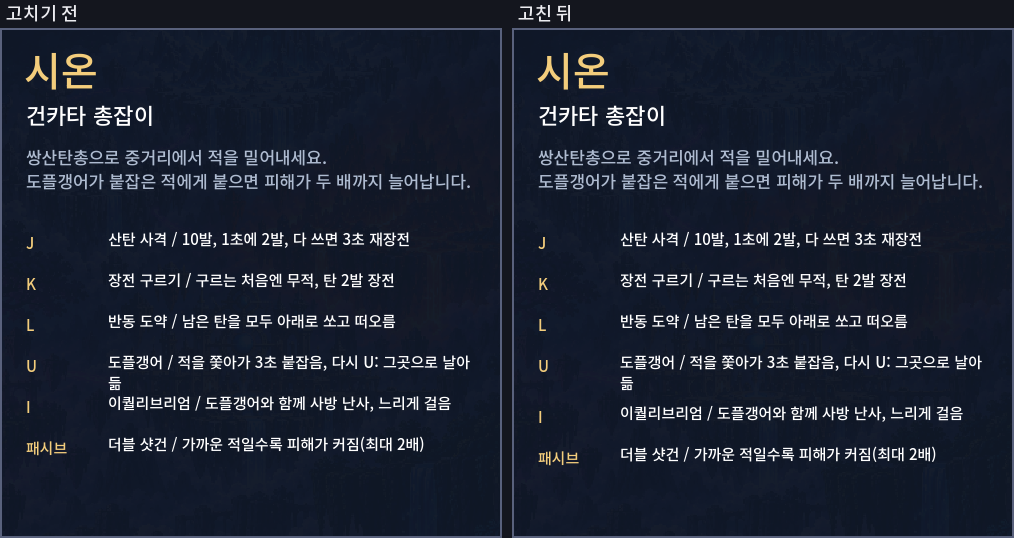 고치기 전
시온
건카타 총잡이
쌍산탄총으로 중거리에서 적을 밀어내세요.
도플갱어가 붙잡은 적에게 붙으면 피해가 두 배까지 늘어납니다.
J 산탄 사격 / 10발, 1초에 2발, 다 쓰면 3초 재장전
K 장전 구르기 / 구르는 처음엔 무적, 탄 2발 장전
L 반동 도약 / 남은 탄을 모두 아래로 쏘고 떠오름
U 도플갱어 / 적을 쫓아가 3초 붙잡음, 다시 U: 그곳으로 날아
듦
I 이퀄리브리엄 / 도플갱어와 함께 사방 난사, 느리게 걸음
패시브 더블 샷건 / 가까운 적일수록 피해가 커짐(최대 2배)
고친 뒤
시온
건카타 총잡이
쌍산탄총으로 중거리에서 적을 밀어내세요.
도플갱어가 붙잡은 적에게 붙으면 피해가 두 배까지 늘어납니다.
J 산탄 사격 / 10발, 1초에 2발, 다 쓰면 3초 재장전
K 장전 구르기 / 구르는 처음엔 무적, 탄 2발 장전
L 반동 도약 / 남은 탄을 모두 아래로 쏘고 떠오름
U 도플갱어 / 적을 쫓아가 3초 붙잡음, 다시 U: 그곳으로 날아
듦
I 이퀄리브리엄 / 도플갱어와 함께 사방 난사, 느리게 걸음
패시브 더블 샷건 / 가까운 적일수록 피해가 커짐(최대 2배)